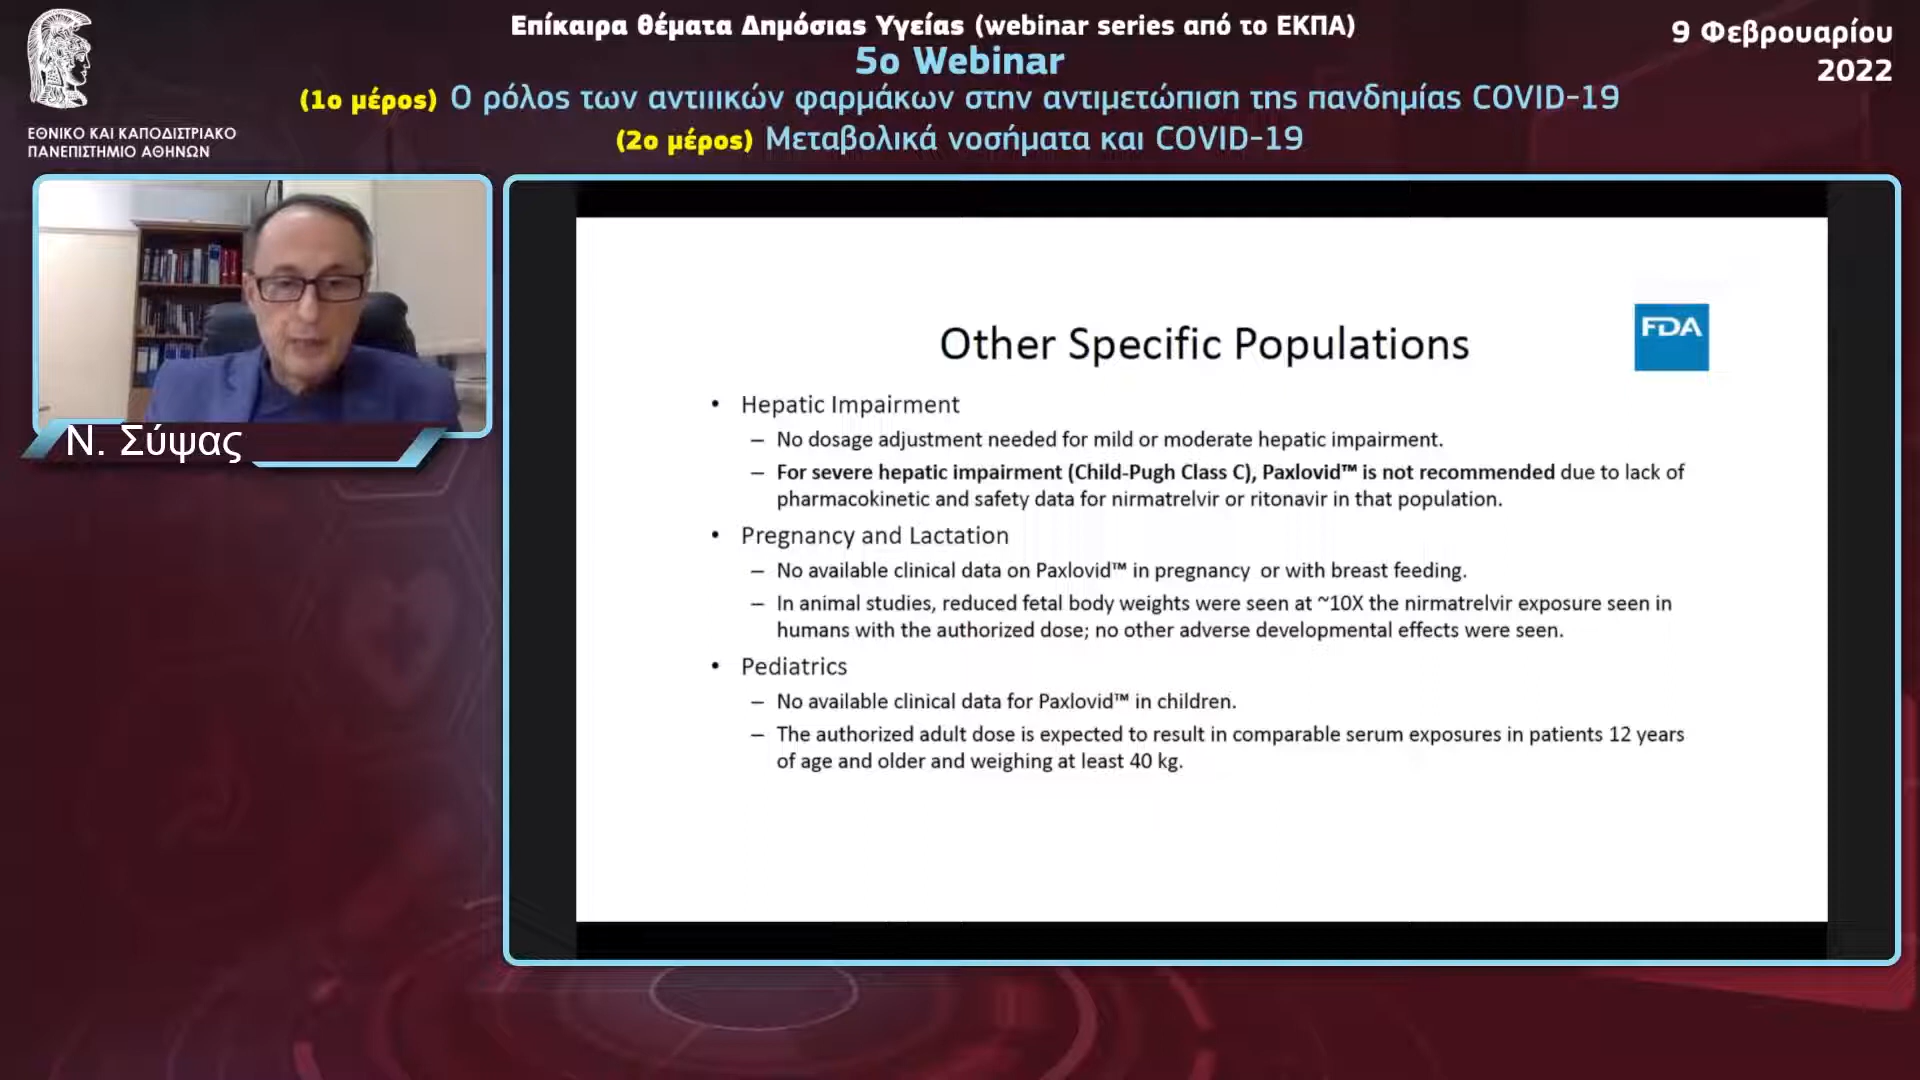 Επίκαιρα θέματα Δημόσιας Υγείας (webinar series από το ΕΚΠΑ)
5ο Webinar
(1ο μέρος) Ο ρόλος των αντιιικών φαρμάκων στην αντιμετώπιση της πανδημίας COVID-19
(2ο μέρος) Μεταβολικά νοσήματα και COVID-19
9 Φεβρουαρίου
2022
ΕΘΝΙΚΟ ΚΑΙ ΚΑΠΟΔΙΣΤΡΙΑΚΟ
ΠΑΝΕΠΙΣΤΗΜΙΟ ΑΘΗΝΩΝ
Ν. Σύψας
FDA
Other Specific Populations
• Hepatic Impairment
– No dosage adjustment needed for mild or moderate hepatic impairment.
– For severe hepatic impairment (Child-Pugh Class C), Paxlovid™ is not recommended due to lack of
pharmacokinetic and safety data for nirmatrelvir or ritonavir in that population.
• Pregnancy and Lactation
– No available clinical data on Paxlovid™ in pregnancy or with breast feeding.
– In animal studies, reduced fetal body weights were seen at ~10X the nirmatrelvir exposure seen in
humans with the authorized dose; no other adverse developmental effects were seen.
• Pediatrics
– No available clinical data for Paxlovid™ in children.
– The authorized adult dose is expected to result in comparable serum exposures in patients 12 years
of age and older and weighing at least 40 kg.